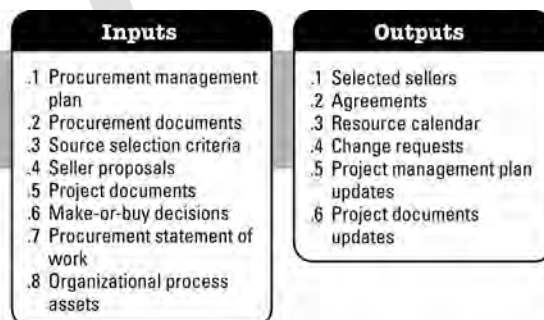 Inputs
.1 Procurement management
plan
.2 Procurement documents
.3 Source selection criteria
.4 Seller proposals
.5 Project documents
.6 Make-or-buy decisions
.7 Procurement statement of
work
.8 Organizational process
assets
Outputs
.1 Selected sellers
.2 Agreements
.3 Resource calendar
.4 Change requests
.5 Project management plan
updates
.6 Project documents
updates